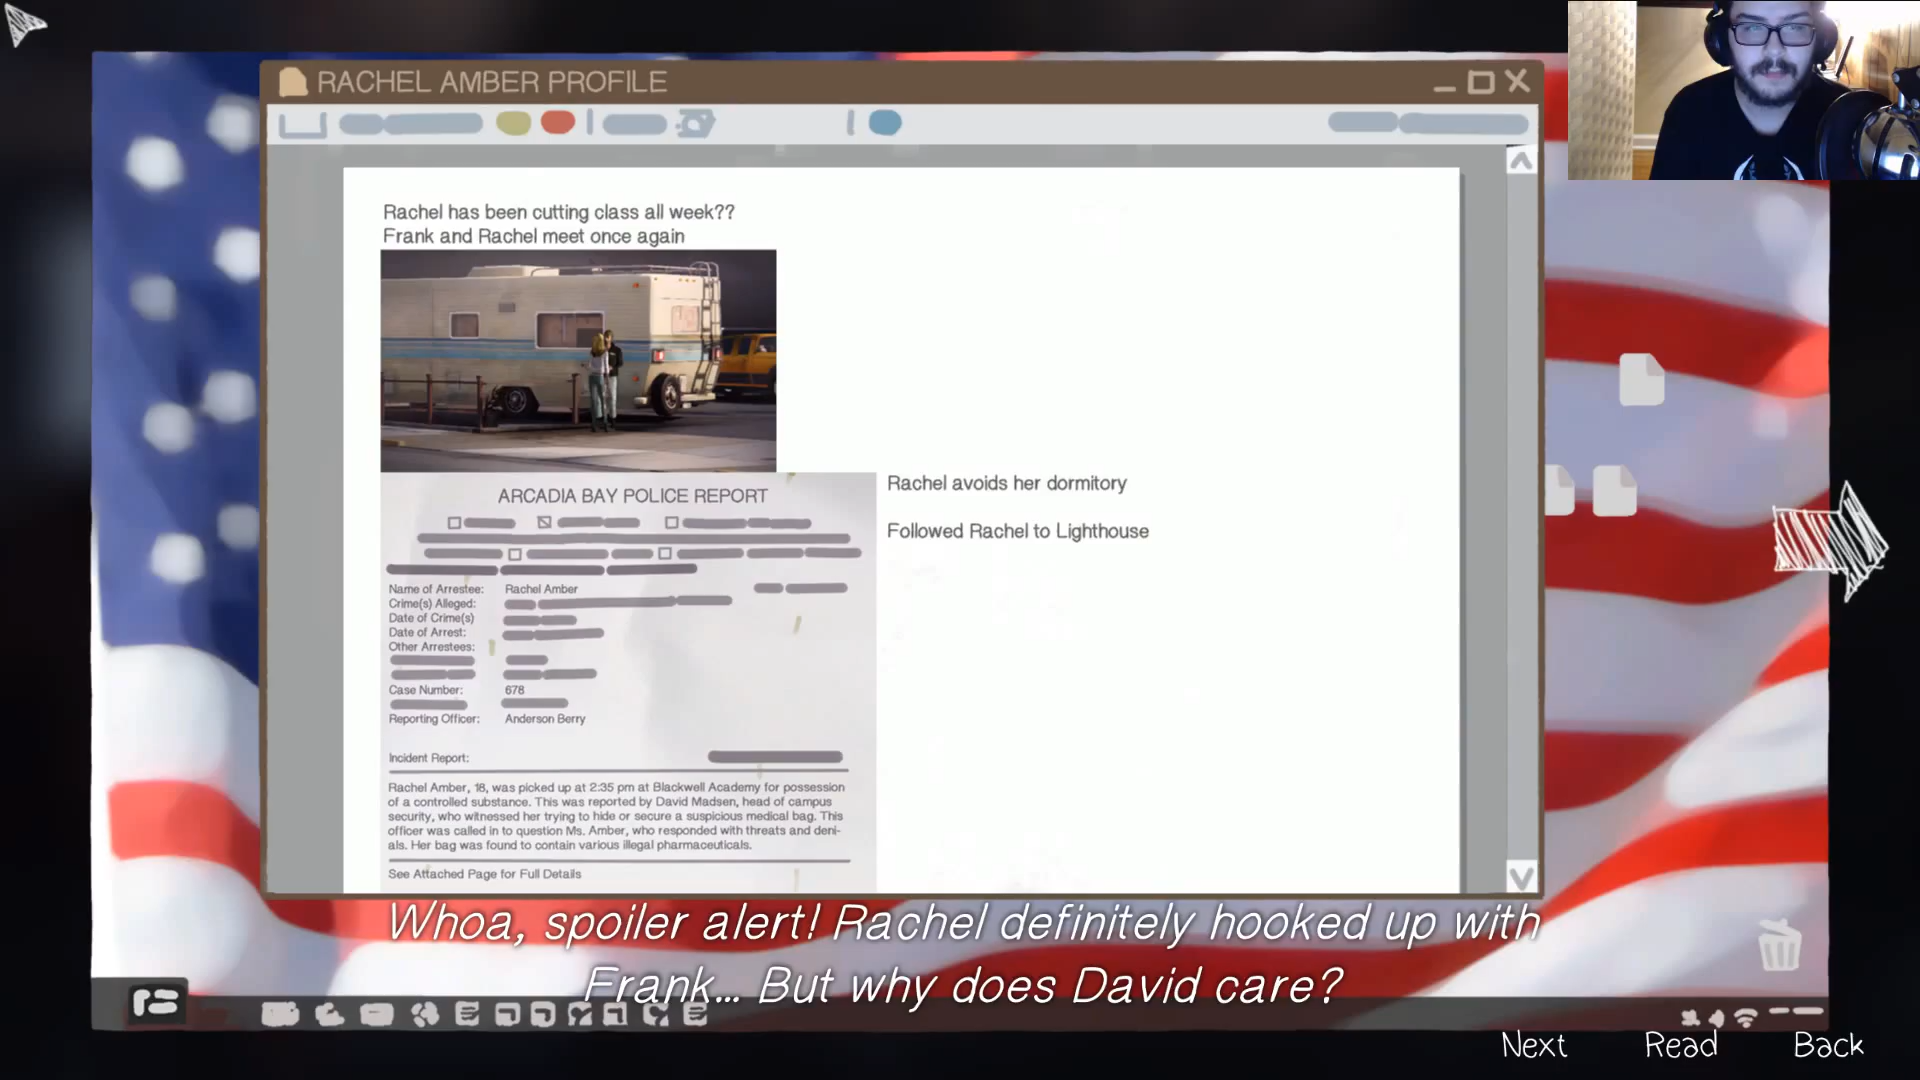 RACHEL AMBER PROFILE
Rachel has been cutting class all week??
Frank and Rachel meet once again
ARCADIA BAY POLICE REPORT
Name of Arrestee: Rachel Amber
Crime(s) Alleged:
Date of Crime(s)
Date of Arrest:
Other Arrestees:
Case Number: 678
Reporting Officer: Anderson Berry
Incident Report:
Rachel Amber, 18, was picked up at 2:35 pm at Blackwell Academy for possession
of a controlled substance. This was reported by David Madsen, head of campus
security, who witnessed her trying to hide or secure a suspicious medical bag. This
officer was called in to question Ms. Amber, who responded with threats and deni-
als. Her bag was found to contain various illegal pharmaceuticals.
See Attached Page for Full Details
Rachel avoids her dormitory
Followed Rachel to Lighthouse
Whoa, spoiler alert! Rachel definitely hooked up with
Frank... But why does David care?
Next Read Back